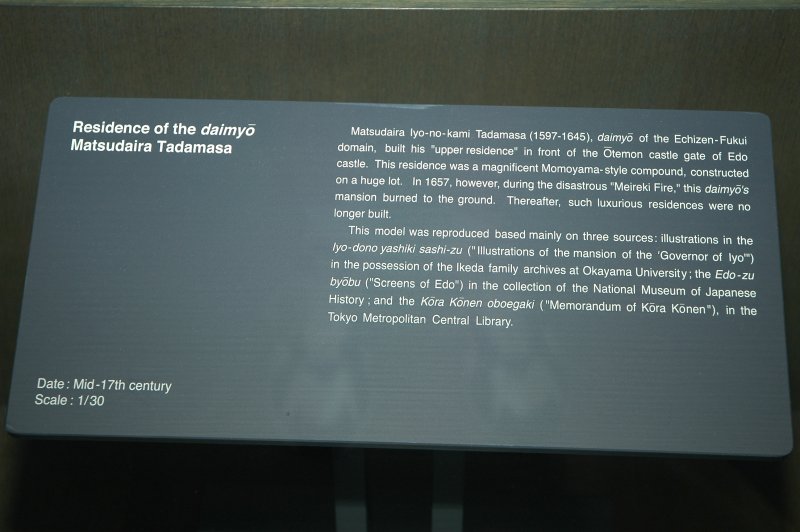 Residence of the daimyō
Matsudaira Tadamasa
Matsudaira Iyo-no-kami Tadamasa (1597-1645), daimyō of the Echizen-Fukui
domain, built his "upper residence" in front of the Ōtemon castle gate of Edo
castle. This residence was a magnificent Momoyama-style compound, constructed
on a huge lot. In 1657, however, during the disastrous "Meireki Fire," this daimyō's
mansion burned to the ground. Thereafter, such luxurious residences were no
longer built.
This model was reproduced based mainly on three sources: illustrations in the
Iyo-dono yashiki sashi-zu ("Illustrations of the mansion of the 'Governor of Iyo'")
in the possession of the Ikeda family archives at Okayama University; the Edo-zu
byōbu ("Screens of Edo") in the collection of the National Museum of Japanese
History; and the Kōra Kōnen oboegaki ("Memorandum of Kōra Kōnen"), in the
Tokyo Metropolitan Central Library.
Date: Mid-17th century
Scale: 1/30